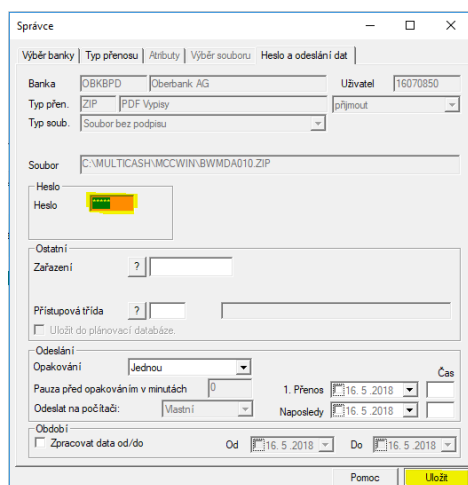 Správce
Výběr banky Typ přenosu Atributy Výběr souboru Heslo a odeslání dat
Banka OBKBPD Oberbank AG Uživatel 16070850
Typ přen. ZIP PDF Vypisy přijmout
Typ soub. Soubor bez podpisu
Soubor C:\MULTICASH\MCCWIN\BWMDA010.ZIP
Heslo
Heslo
Ostatní
Zařazení ?
Přístupová třída ?
Uložit do plánovací databáze.
Odeslání
Opakování Jednou Čas
Pauza před opakováním v minutách 0 1. Přenos 16. 5 .2018
Odeslat na počítači: Vlastní Naposledy 16. 5 .2018
Období
Zpracovat data od/do Od 16. 5 .2018 Do 16. 5 .2018
Pomoc Uložit